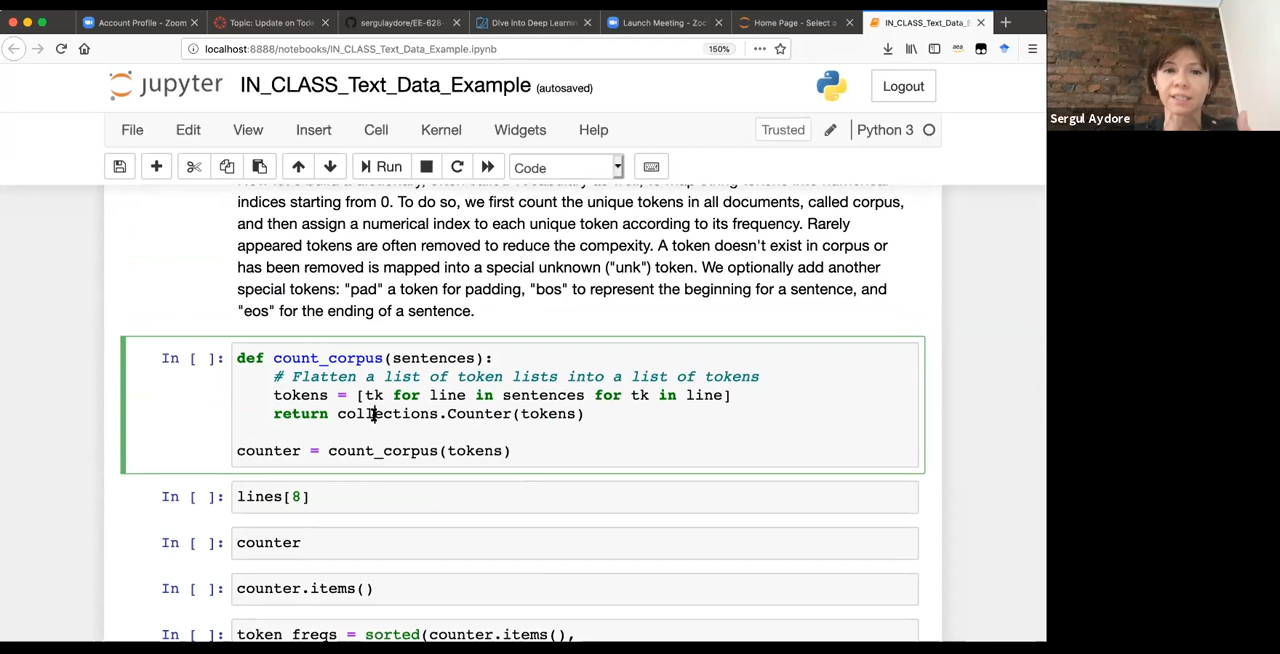 Account Profile - Zoom
Topic: Update on Tod
sergulaydore/EE-628-
Dive into Deep Learnin
Launch Meeting - Zoo
Home Page - Select o
IN_CLASS_Text_Data_E
localhost:8888/notebooks/IN_CLASS_Text_Data_Example.ipynb
150%
jupyter
IN_CLASS_Text_Data_Example (autosaved)
Logout
Sergul Aydore
File Edit View Insert Cell Kernel Widgets Help
Trusted
Python 3
Run
Code
indices starting from 0. To do so, we first count the unique tokens in all documents, called corpus,
and then assign a numerical index to each unique token according to its frequency. Rarely
appeared tokens are often removed to reduce the compexity. A token doesn't exist in corpus or
has been removed is mapped into a special unknown ("unk") token. We optionally add another
special tokens: "pad" a token for padding, "bos" to represent the beginning for a sentence, and
"eos" for the ending of a sentence.
In [ ]: def count_corpus(sentences):
# Flatten a list of token lists into a list of tokens
tokens = [tk for line in sentences for tk in line]
return collections.Counter(tokens)
counter = count_corpus(tokens)
In [ ]: lines[8]
In [ ]: counter
In [ ]: counter.items()
In [ ]: token_freqs = sorted(counter.items(),